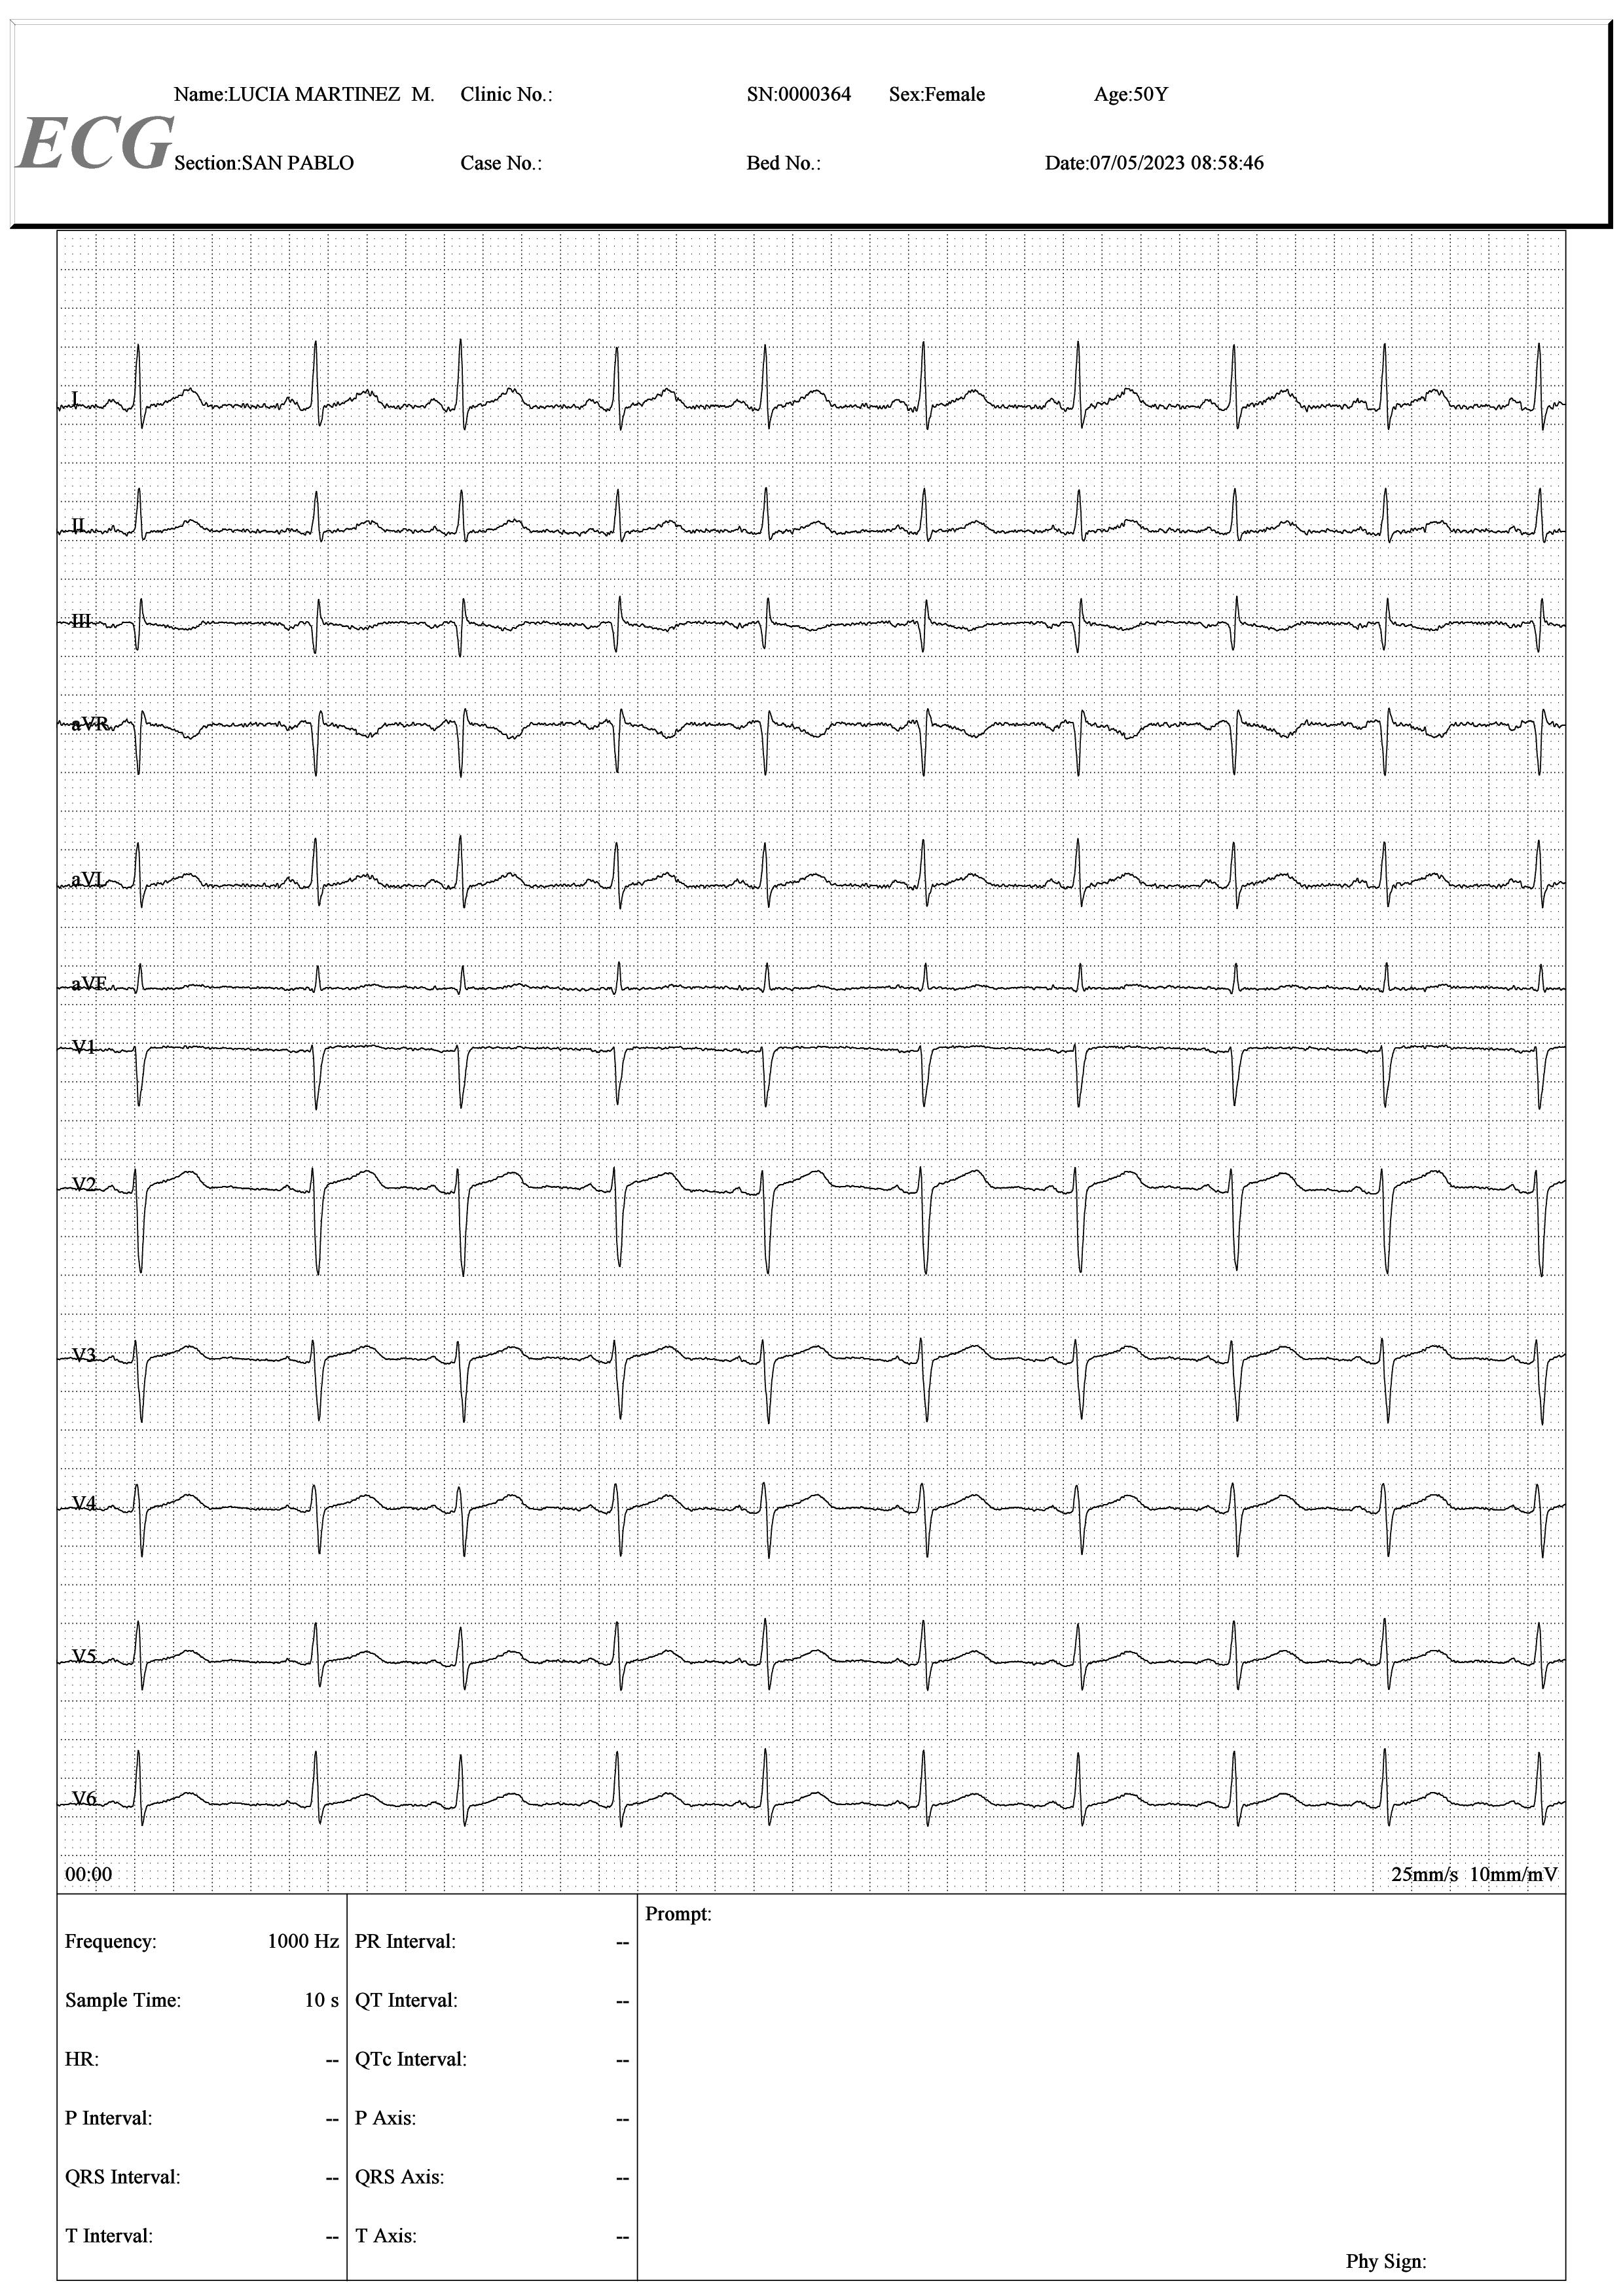 ECG
Name:LUCIA MARTINEZ M. Clinic No.: SN:0000364 Sex:Female Age:50Y
Section:SAN PABLO Case No.: Bed No.: Date:07/05/2023 08:58:46
I
II
III
aVR
aVL
aVF
V1
V2
V3
V4
V5
V6
00:00 25mm/s 10mm/mV
Frequency: 1000 Hz PR Interval: --
Sample Time: 10 s QT Interval: --
HR: -- QTc Interval: --
P Interval: -- P Axis: --
QRS Interval: -- QRS Axis: --
T Interval: -- T Axis: --
Prompt:
Phy Sign: